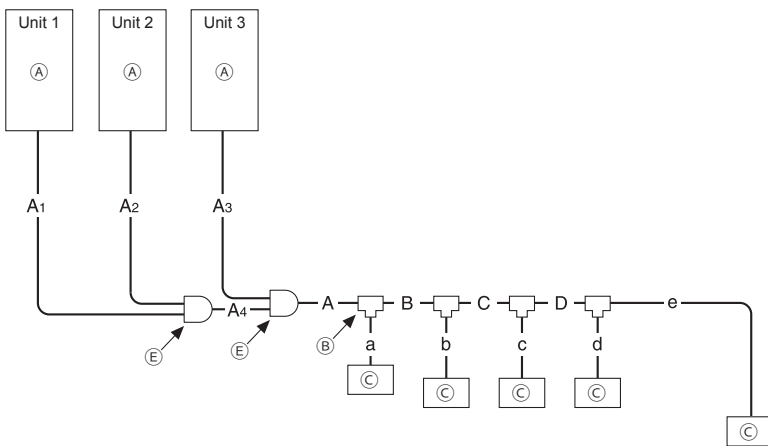 Unit 1 Unit 2 Unit 3
Ⓐ Ⓐ Ⓐ
A1 A2 A3
A4 A B C D e
Ⓔ Ⓔ Ⓑ a b c d
Ⓒ Ⓒ Ⓒ Ⓒ
Ⓒ